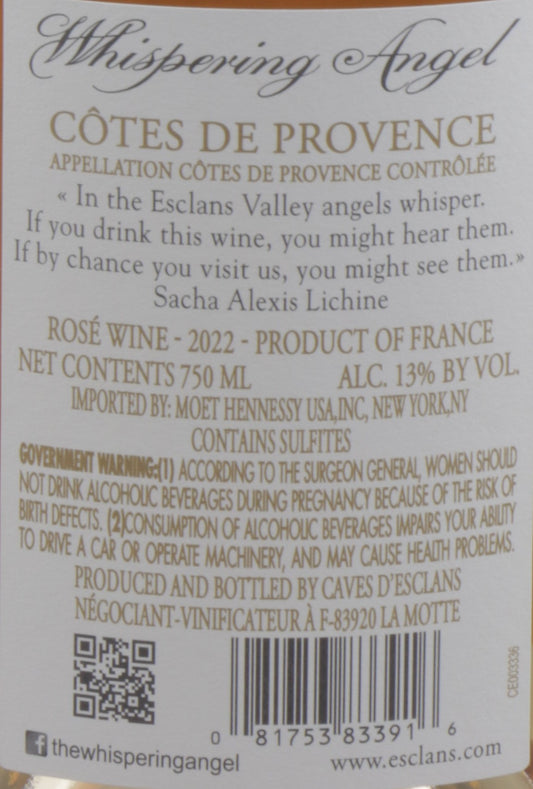 Whispering Angel
CÔTES DE PROVENCE
APPELLATION CÔTES DE PROVENCE CONTRÔLÉE
« In the Esclans Valley angels whisper.
If you drink this wine, you might hear them.
If by chance you visit us, you might see them.»
Sacha Alexis Lichine
ROSÉ WINE - 2022 - PRODUCT OF FRANCE
NET CONTENTS 750 ML ALC. 13% BY VOL.
IMPORTED BY: MOET HENNESSY USA,INC, NEW YORK,NY
CONTAINS SULFITES
GOVERNMENT WARNING:(1) ACCORDING TO THE SURGEON GENERAL, WOMEN SHOULD
NOT DRINK ALCOHOLIC BEVERAGES DURING PREGNANCY BECAUSE OF THE RISK OF
BIRTH DEFECTS. (2)CONSUMPTION OF ALCOHOLIC BEVERAGES IMPAIRS YOUR ABILITY
TO DRIVE A CAR OR OPERATE MACHINERY, AND MAY CAUSE HEALTH PROBLEMS.
PRODUCED AND BOTTLED BY CAVES D'ESCLANS
NÉGOCIANT-VINIFICATEUR À F-83920 LA MOTTE
CE003336
0 81753 83391 6
f thewhisperingangel
www.esclans.com